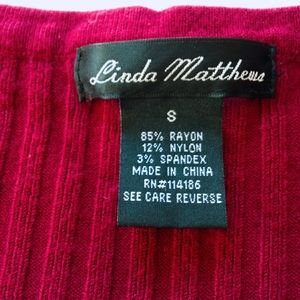 Linda Matthews
S
85% RAYON
12% NYLON
3% SPANDEX
MADE IN CHINA
RN#114186
SEE CARE REVERSE